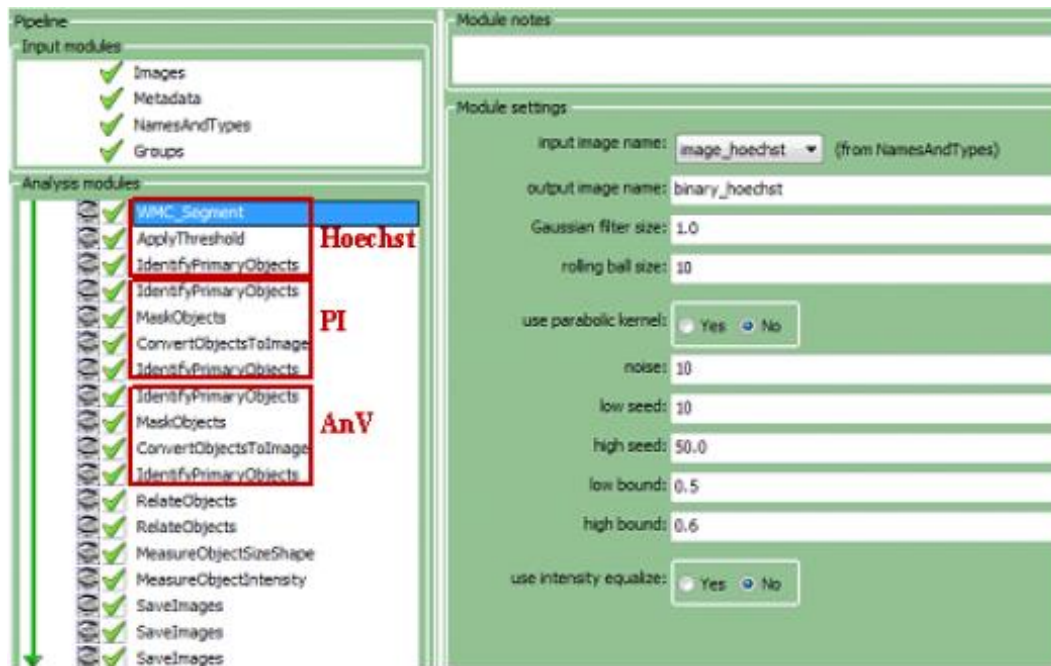 Pipeline
Input modules
Images
Metadata
NamesAndTypes
Groups
Analysis modules
WMC_Segment
ApplyThreshold
IdentifyPrimaryObjects
Hoechst
IdentifyPrimaryObjects
MaskObjects
ConvertObjectsToImage
IdentifyPrimaryObjects
PI
IdentifyPrimaryObjects
MaskObjects
ConvertObjectsToImage
IdentifyPrimaryObjects
AnV
RelateObjects
RelateObjects
MeasureObjectSizeShape
MeasureObjectIntensity
SaveImages
SaveImages
SaveImages
Module notes
Module settings
input image name: image_hoechst (from NamesAndTypes)
output image name: binary_hoechst
Gaussian filter size: 1.0
rolling ball size: 10
use parabolic kernel: Yes No
noise: 10
low seed: 10
high seed: 50.0
low bound: 0.5
high bound: 0.6
use intensity equalize: Yes No